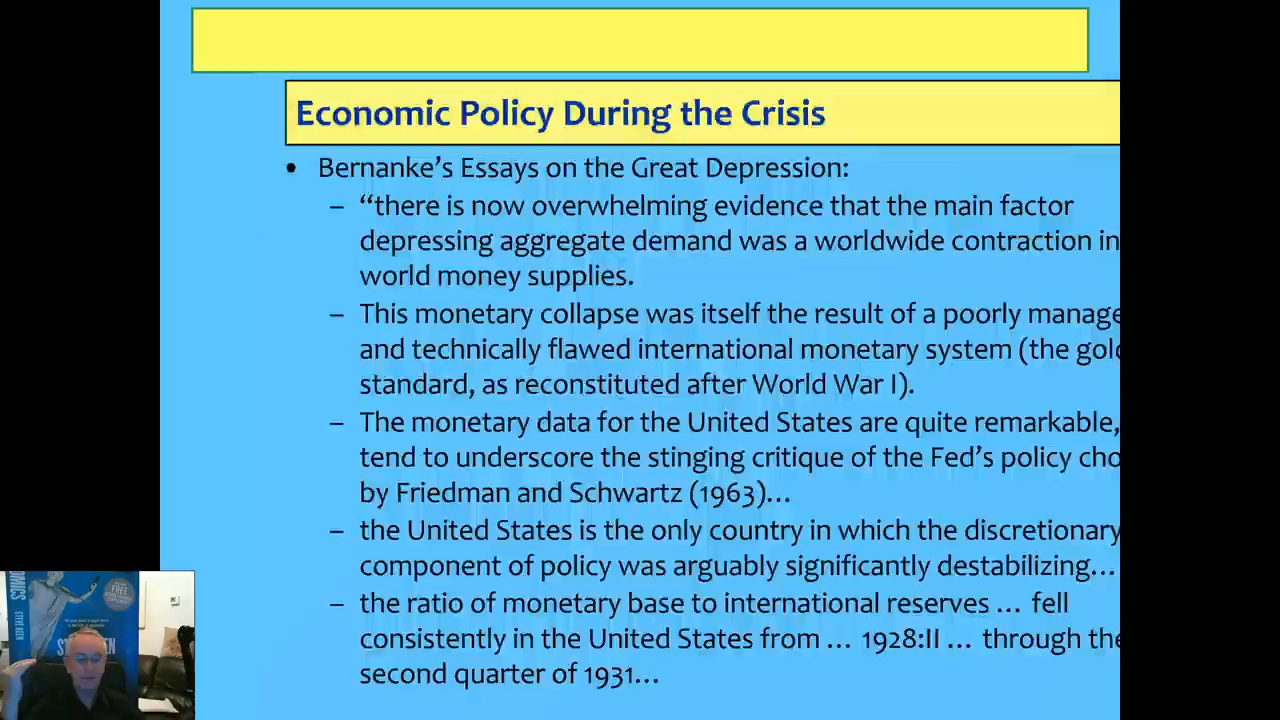 Economic Policy During the Crisis
• Bernanke’s Essays on the Great Depression:
– “there is now overwhelming evidence that the main factor
depressing aggregate demand was a worldwide contraction in
world money supplies.
– This monetary collapse was itself the result of a poorly manage
and technically flawed international monetary system (the gol
standard, as reconstituted after World War I).
– The monetary data for the United States are quite remarkable,
tend to underscore the stinging critique of the Fed’s policy cho
by Friedman and Schwartz (1963)…
– the United States is the only country in which the discretionary
component of policy was arguably significantly destabilizing…
– the ratio of monetary base to international reserves … fell
consistently in the United States from … 1928:II … through the
second quarter of 1931…
OMICS
STEVE KEEN
FREE